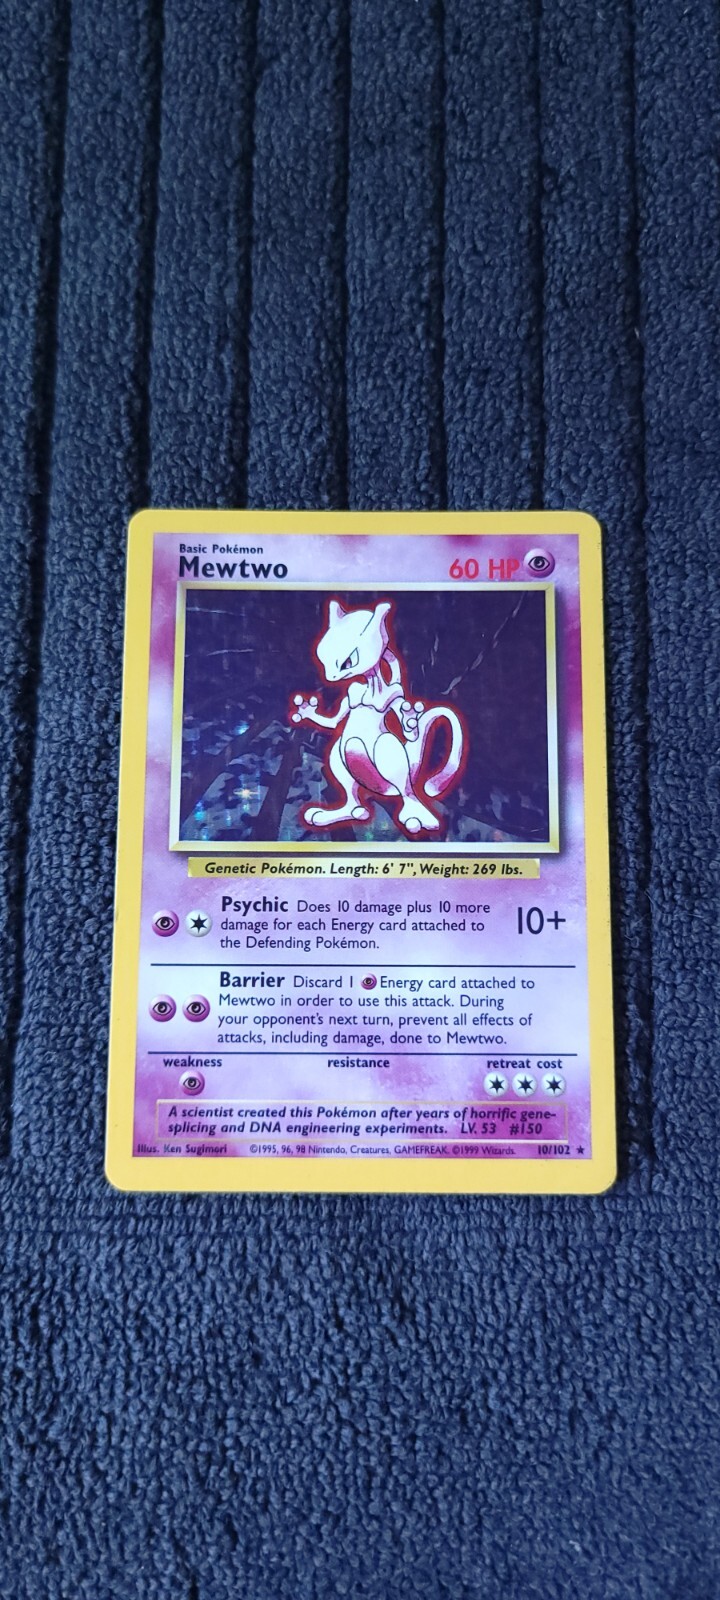 Basic Pokémon
Mewtwo 60 HP
Genetic Pokémon. Length: 6' 7", Weight: 269 lbs.
Psychic Does 10 damage plus 10 more
damage for each Energy card attached to
the Defending Pokémon.
10+
Barrier Discard 1 Energy card attached to
Mewtwo in order to use this attack. During
your opponent's next turn, prevent all effects of
attacks, including damage, done to Mewtwo.
weakness resistance retreat cost
A scientist created this Pokémon after years of horrific gene-
splicing and DNA engineering experiments. LV. 53 #150
Illus. Ken Sugimori ©1995, 96, 98 Nintendo, Creatures, GAMEFREAK. ©1999 Wizards. 10/102 ★